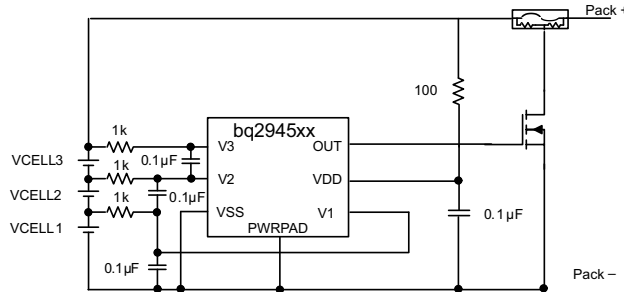 Pack +
100
bq2945xx
1k
V3
OUT
0.1µF
VCELL3
1k
V2
VDD
0.1µF
VCELL2
1k
VSS
V1
0.1µF
VCELL1
PWRPAD
0.1µF
Pack –